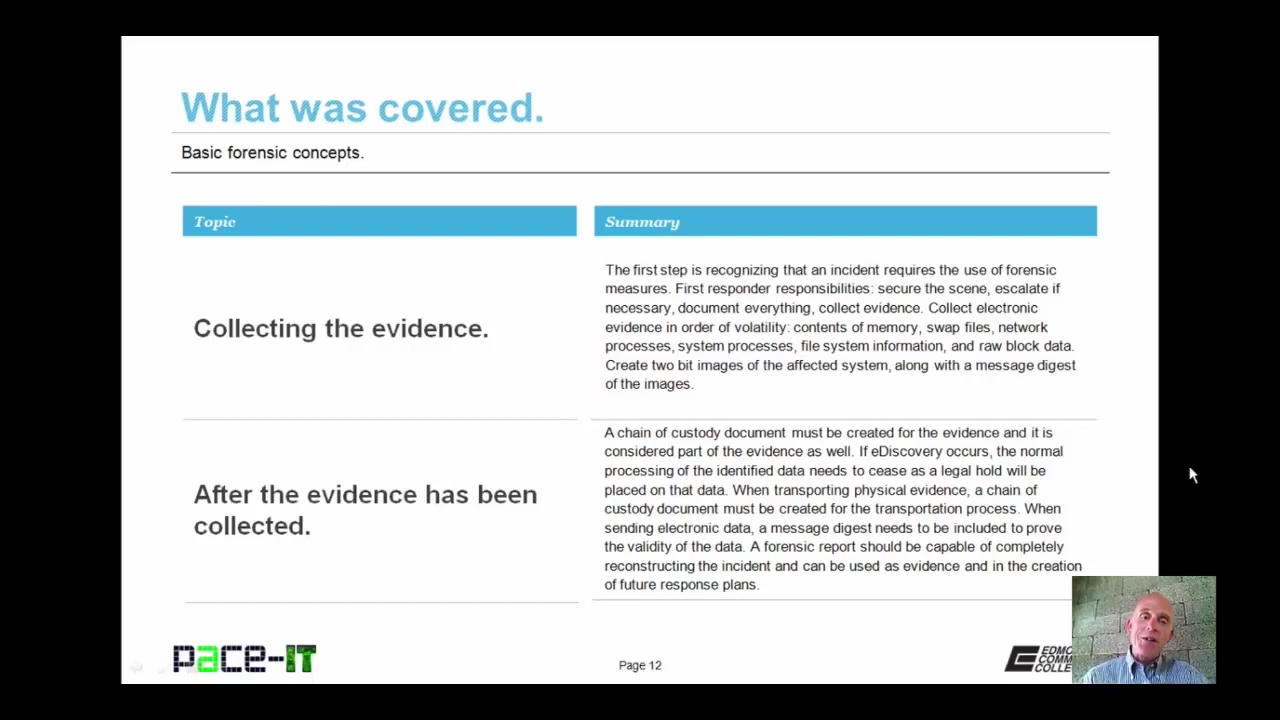 What was covered.
Basic forensic concepts.
Topic
Summary
Collecting the evidence.
The first step is recognizing that an incident requires the use of forensic
measures. First responder responsibilities: secure the scene, escalate if
necessary, document everything, collect evidence. Collect electronic
evidence in order of volatility: contents of memory, swap files, network
processes, system processes, file system information, and raw block data.
Create two bit images of the affected system, along with a message digest
of the images.
After the evidence has been
collected.
A chain of custody document must be created for the evidence and it is
considered part of the evidence as well. If eDiscovery occurs, the normal
processing of the identified data needs to cease as a legal hold will be
placed on that data. When transporting physical evidence, a chain of
custody document must be created for the transportation process. When
sending electronic data, a message digest needs to be included to prove
the validity of the data. A forensic report should be capable of completely
reconstructing the incident and can be used as evidence and in the creation
of future response plans.
pace-IT
Page 12